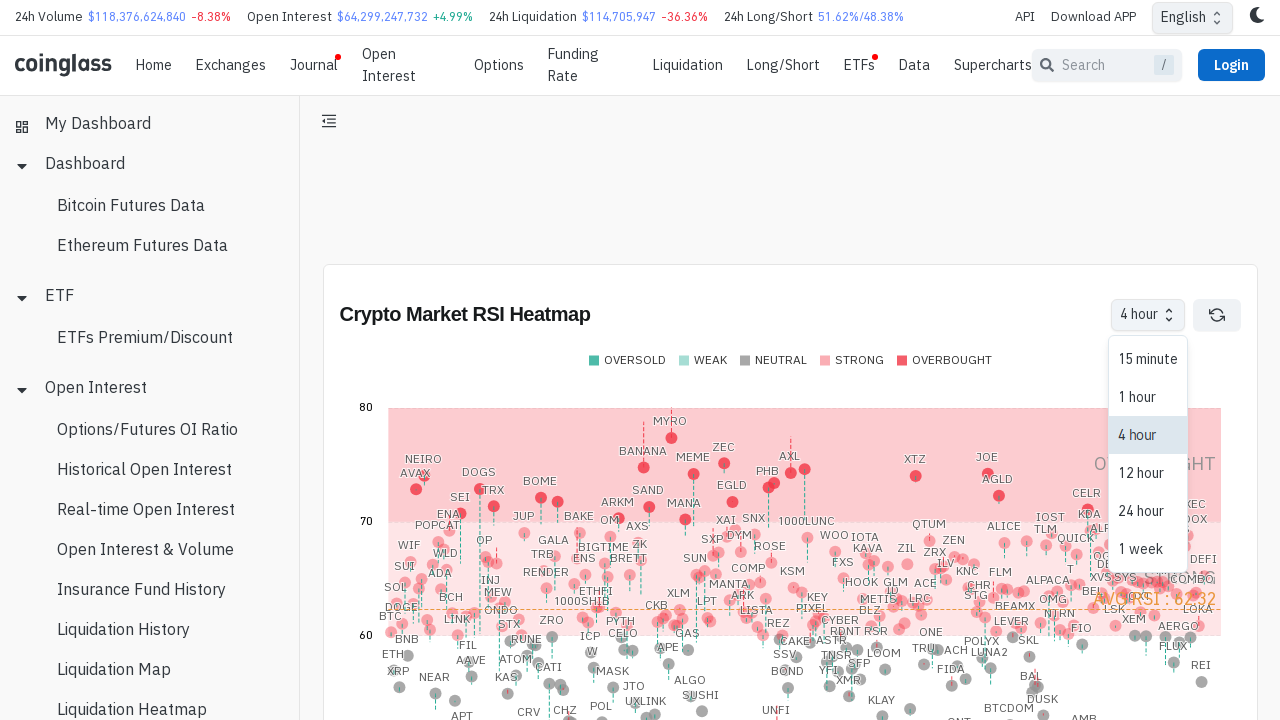 24h Volume $118,376,624,840 -8.38% Open Interest $64,299,247,732 +4.99% 24h Liquidation $114,705,947 -36.36% 24h Long/Short 51.62%/48.38% API Download APP English
coinglass Home Exchanges Journal Open Interest Options Funding Rate Liquidation Long/Short ETFs Data Supercharts Search / Login
My Dashboard
Dashboard
Bitcoin Futures Data
Ethereum Futures Data
ETF
ETFs Premium/Discount
Open Interest
Options/Futures OI Ratio
Historical Open Interest
Real-time Open Interest
Open Interest & Volume
Insurance Fund History
Liquidation History
Liquidation Map
Liquidation Heatmap
Crypto Market RSI Heatmap 4 hour
15 minute
1 hour
4 hour
12 hour
24 hour
1 week
OVERSOLD WEAK NEUTRAL STRONG OVERBOUGHT
80
MYRO
BANANA ZEC
NEIRO MEME AXL XTZ JOE
AVAX DOGS PHB
BOME EGLD AGLD
SEI TRX SAND CELR
ARKM MANA
70
ENA JUP BAKE OM XAI SNX 1000LUNC IOST KDA
POPCAT AXS QTUM ALICE TLM
OP GALA DYM WOO IOTA ZEN QUICK
WIF BIGTIME ZK SXP ROSE KAVA ZIL ZRX
WLD TRB ENS BRETT SUN FXS ILV DEFI
SUI ADA RENDER COMP KSM KNC FLM T
INJ MANTA HOOK GLM ACE CHR ALPACA XVS SYS COMBO
SOL BCH MEW ETHFI XLM ARK KEY METIS ID LRC STG OMG BEL
DOGE ONDO 1000SHIB CKB LPT LISTA PIXEL BLZ BEAMX AVG RSI : 62.32
BTC LINK STX ZRO PYTH REZ CYBER LEVER NTRN XEM LSK LUKA
60
BNB RUNE ICP CELO GAS CAKE ASTR RDNT RSR ONE POLYX SKL FIO AERGO
ETH FIL ATOM W APE SSV TNSR LOOM TRU ACH LUNA2 FLUX
XRP AAVE CATI MASK BOND YFI SFP FIDA REI
NEAR KAS JTO ALGO XMR BAL
APT CRV CHZ POL UXLINK SUSHI UNFI KLAY DUSK
BTCDOM